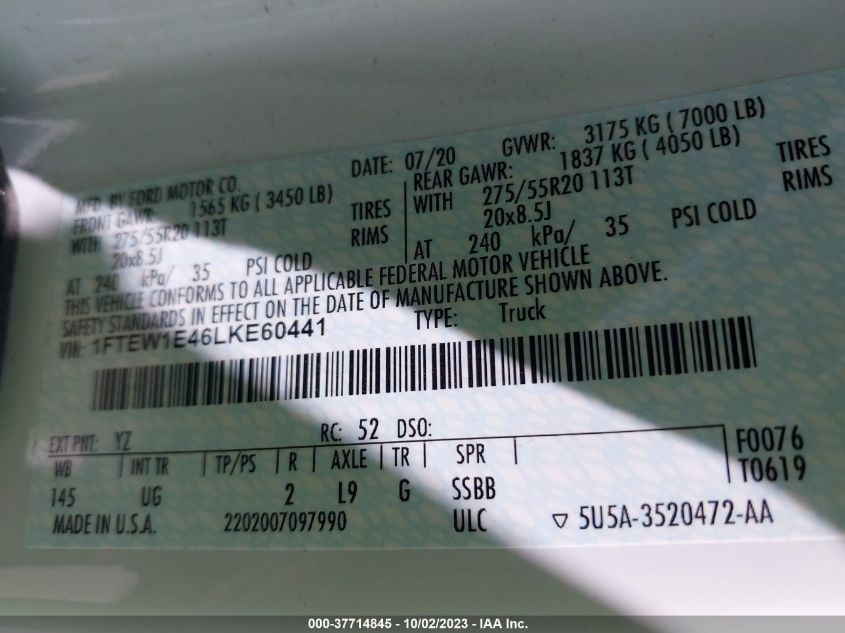 MFD. BY FORD MOTOR CO. DATE: 07/20 GVWR: 3175 KG ( 7000 LB)
FRONT GAWR: 1565 KG ( 3450 LB) REAR GAWR: 1837 KG ( 4050 LB)
WITH 275/55R20 113T TIRES WITH 275/55R20 113T TIRES
20x8.5J RIMS 20x8.5J RIMS
AT 240 kPa/ 35 PSI COLD AT 240 kPa/ 35 PSI COLD
THIS VEHICLE CONFORMS TO ALL APPLICABLE FEDERAL MOTOR VEHICLE
SAFETY STANDARDS IN EFFECT ON THE DATE OF MANUFACTURE SHOWN ABOVE.
VIN: 1FTEW1E46LKE60441 TYPE: Truck
EXT PNT: YZ RC: 52 DSO: F0076
WB INT TR TP/PS R AXLE TR SPR T0619
145 UG 2 L9 G SSBB
MADE IN U.S.A. 2202007097990 ULC ▽ 5U5A-3520472-AA
000-37714845 - 10/02/2023 - IAA Inc.